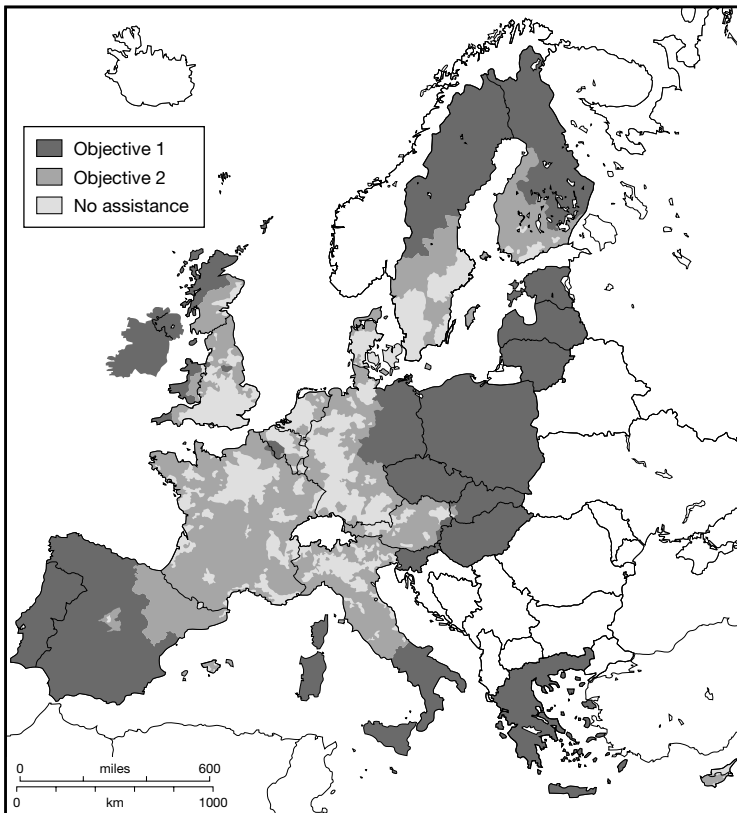 Objective 1
Objective 2
No assistance
0 miles 600
0 km 1000